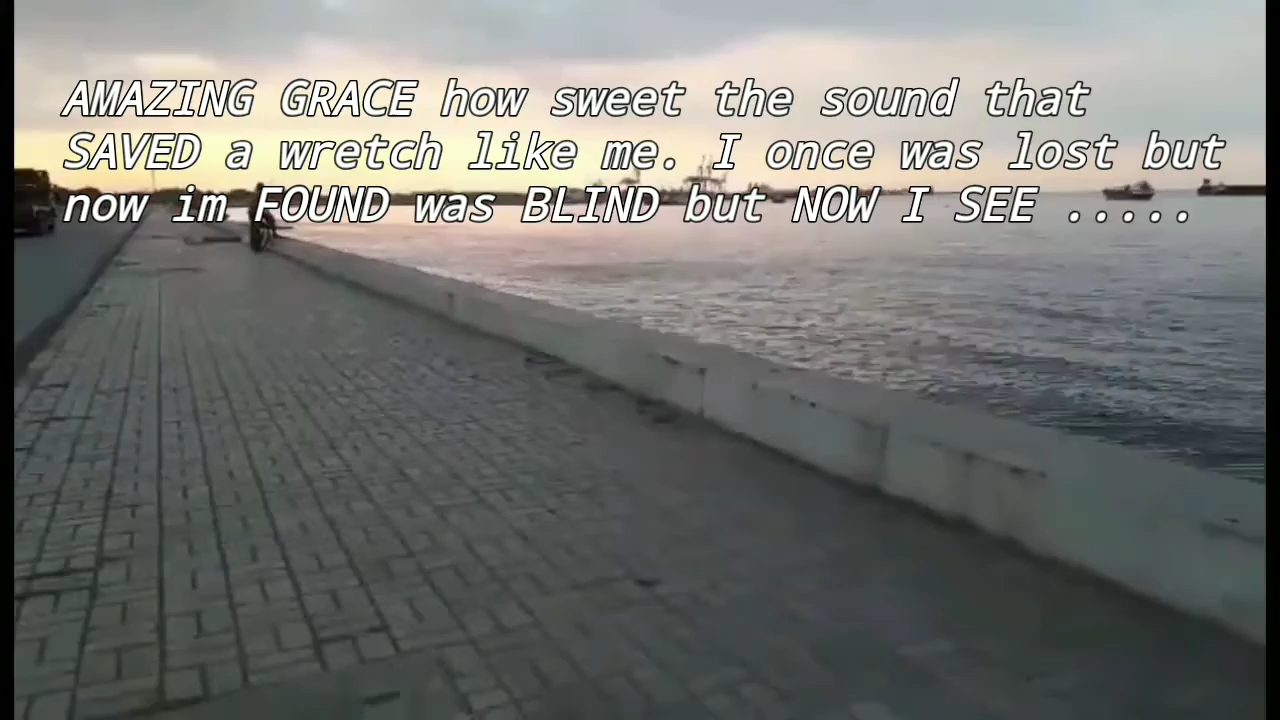 AMAZING GRACE how sweet the sound that
SAVED a wretch like me. I once was lost but
now im FOUND was BLIND but NOW I SEE .....